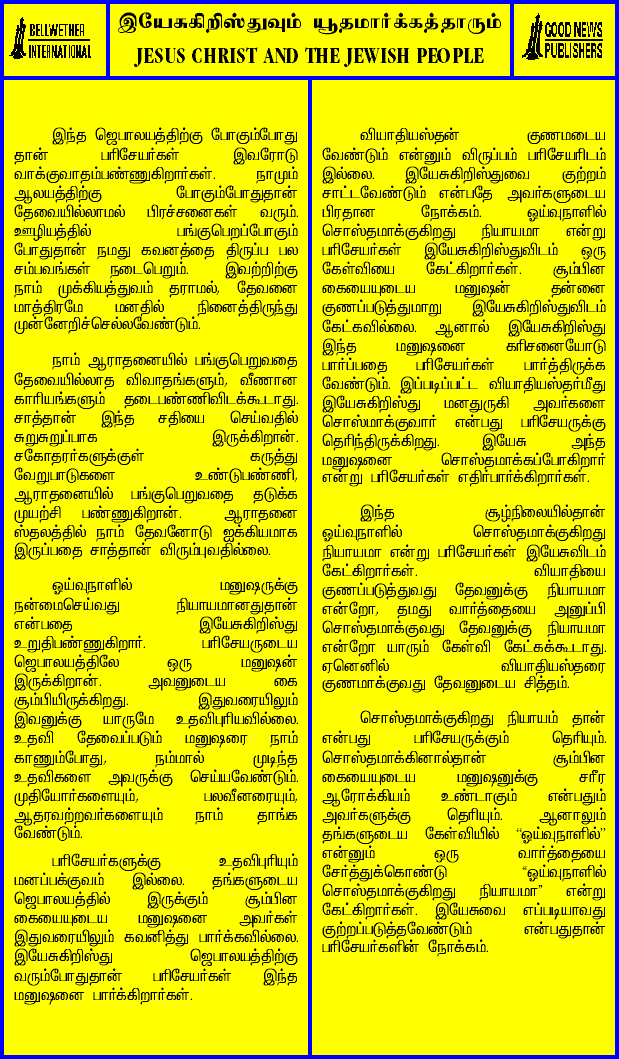 BELLWETHER
INTERNATIONAL
இயேசுகிறிஸ்துவும் யூதமார்க்கத்தாரும்
JESUS CHRIST AND THE JEWISH PEOPLE
GOOD NEWS
PUBLISHERS
இந்த ஜெபாலயத்திற்கு போகும்போது
தான் பரிசேயர்கள் இவரோடு
வாக்குவாதம்பண்ணுகிறார்கள். நாமும்
ஆலயத்திற்கு போகும்போதுதான்
தேவையில்லாமல் பிரச்சனைகள் வரும்.
ஊழியத்தில் பங்குபெறப்போகும்
போதுதான் நமது கவனத்தை திருப்ப பல
சம்பவங்கள் நடைபெறும். இவற்றிற்கு
நாம் முக்கியத்துவம் தராமல், தேவனை
மாத்திரமே மனதில் நினைத்திருந்து
முன்னேறிச்செல்லவேண்டும்.
நாம் ஆராதனையில் பங்குபெறுவதை
தேவையில்லாத விவாதங்களும், வீணான
காரியங்களும் தடைபண்ணிவிடக்கூடாது.
சாத்தான் இந்த சதியை செய்வதில்
சுறுசுறுப்பாக இருக்கிறான்.
சகோதரர்களுக்குள் கருத்து
வேறுபாடுகளை உண்டுபண்ணி,
ஆராதனையில் பங்குபெறுவதை தடுக்க
முயற்சி பண்ணுகிறான். ஆராதனை
ஸ்தலத்தில் நாம் தேவனோடு ஐக்கியமாக
இருப்பதை சாத்தான் விரும்புவதில்லை.
ஓய்வுநாளில் மனுஷருக்கு
நன்மைசெய்வது நியாயமானதுதான்
என்பதை இயேசுகிறிஸ்து
உறுதிபண்ணுகிறார். பரிசேயருடைய
ஜெபாலயத்திலே ஒரு மனுஷன்
இருக்கிறான். அவனுடைய கை
சூம்பியிருக்கிறது. இதுவரையிலும்
இவனுக்கு யாருமே உதவிபுரியவில்லை.
உதவி தேவைப்படும் மனுஷரை நாம்
காணும்போது, நம்மால் முடிந்த
உதவிகளை அவருக்கு செய்யவேண்டும்.
முதியோர்களையும், பலவீனரையும்,
ஆதரவற்றவர்களையும் நாம் தாங்க
வேண்டும்.
பரிசேயர்களுக்கு உதவிபுரியும்
மனப்பக்குவம் இல்லை. தங்களுடைய
ஜெபாலயத்தில் இருக்கும் சூம்பின
கையையுடைய மனுஷனை அவர்கள்
இதுவரையிலும் கவனித்து பார்க்கவில்லை.
இயேசுகிறிஸ்து ஜெபாலயத்திற்கு
வரும்போதுதான் பரிசேயர்கள் இந்த
மனுஷனை பார்க்கிறார்கள்.
வியாதியஸ்தன் குணமடைய
வேண்டும் என்னும் விருப்பம் பரிசேயரிடம்
இல்லை. இயேசுகிறிஸ்துவை குற்றம்
சாட்டவேண்டும் என்பதே அவர்களுடைய
பிரதான நோக்கம். ஓய்வுநாளில்
சொஸ்தமாக்குகிறது நியாயமா என்று
பரிசேயர்கள் இயேசுகிறிஸ்துவிடம் ஒரு
கேள்வியை கேட்கிறார்கள். சூம்பின
கையையுடைய மனுஷன் தன்னை
குணப்படுத்துமாறு இயேசுகிறிஸ்துவிடம்
கேட்கவில்லை. ஆனால் இயேசுகிறிஸ்து
இந்த மனுஷனை கரிசனையோடு
பார்ப்பதை பரிசேயர்கள் பார்த்திருக்க
வேண்டும். இப்படிப்பட்ட வியாதியஸ்தர்மீது
இயேசுகிறிஸ்து மனதுருகி அவர்களை
சொஸ்மாக்குவார் என்பது பரிசேயருக்கு
தெரிந்திருக்கிறது. இயேசு அந்த
மனுஷனை சொஸ்தமாக்கப்போகிறார்
என்று பரிசேயர்கள் எதிர்பார்க்கிறார்கள்.
இந்த சூழ்நிலையில்தான்
ஓய்வுநாளில் சொஸ்தமாக்குகிறது
நியாயமா என்று பரிசேயர்கள் இயேசுவிடம்
கேட்கிறார்கள். வியாதியை
குணப்படுத்துவது தேவனுக்கு நியாயமா
என்றோ, தமது வார்த்தையை அனுப்பி
சொஸ்தமாக்குவது தேவனுக்கு நியாயமா
என்றோ யாரும் கேள்வி கேட்கக்கூடாது.
ஏனெனில் வியாதியஸ்தரை
குணமாக்குவது தேவனுடைய சித்தம்.
சொஸ்தமாக்குகிறது நியாயம் தான்
என்பது பரிசேயருக்கும் தெரியும்.
சொஸ்தமாக்கினால்தான் சூம்பின
கையையுடைய மனுஷனுக்கு சரீர
ஆரோக்கியம் உண்டாகும் என்பதும்
அவர்களுக்கு தெரியும். ஆனாலும்
தங்களுடைய கேள்வியில் “ஓய்வுநாளில்”
என்னும் ஒரு வார்த்தையை
சேர்த்துக்கொண்டு “ஓய்வுநாளில்
சொஸ்தமாக்குகிறது நியாயமா” என்று
கேட்கிறார்கள். இயேசுவை எப்படியாவது
குற்றப்படுத்தவேண்டும் என்பதுதான்
பரிசேயர்களின் நோக்கம்.